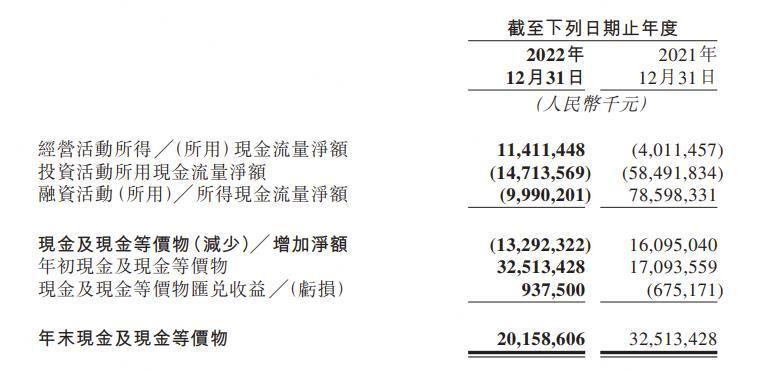 截至下列日期止年度
2022年 2021年
12月31日 12月31日
(人民幣千元)
經營活動所得／(所用)現金流量淨額 11,411,448 (4,011,457)
投資活動所用現金流量淨額 (14,713,569) (58,491,834)
融資活動(所用)／所得現金流量淨額 (9,990,201) 78,598,331
現金及現金等價物(減少)／增加淨額 (13,292,322) 16,095,040
年初現金及現金等價物 32,513,428 17,093,559
現金及現金等價物匯兌收益／(虧損) 937,500 (675,171)
年末現金及現金等價物 20,158,606 32,513,428